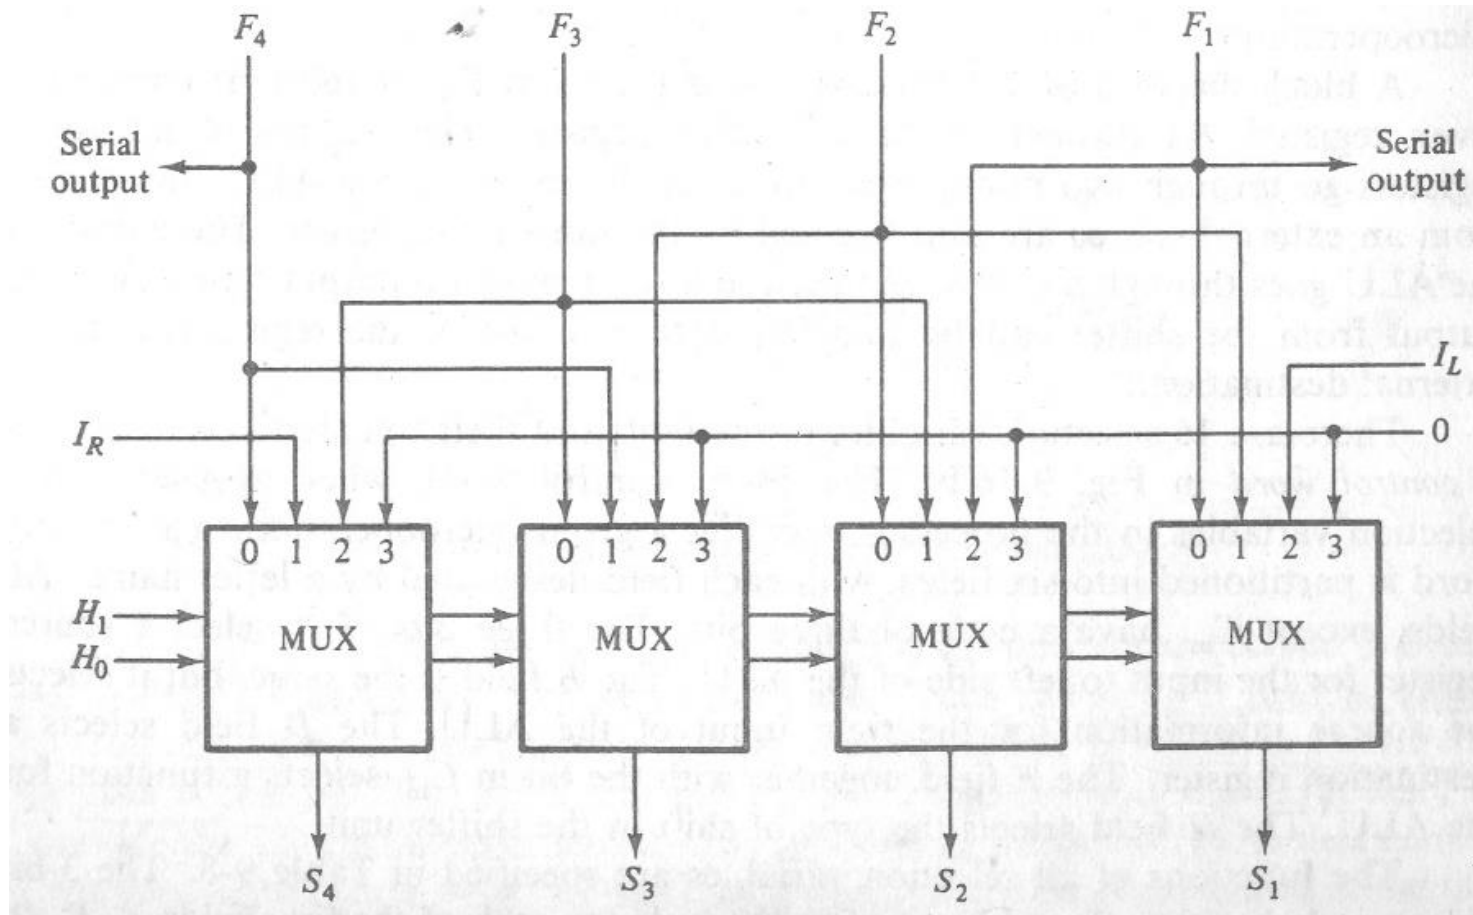 F4 F3 F2 F1
Serial
output
Serial
output
IL
IR
0
0 1 2 3 0 1 2 3 0 1 2 3 0 1 2 3
H1
MUX MUX MUX MUX
H0
S4 S3 S2 S1